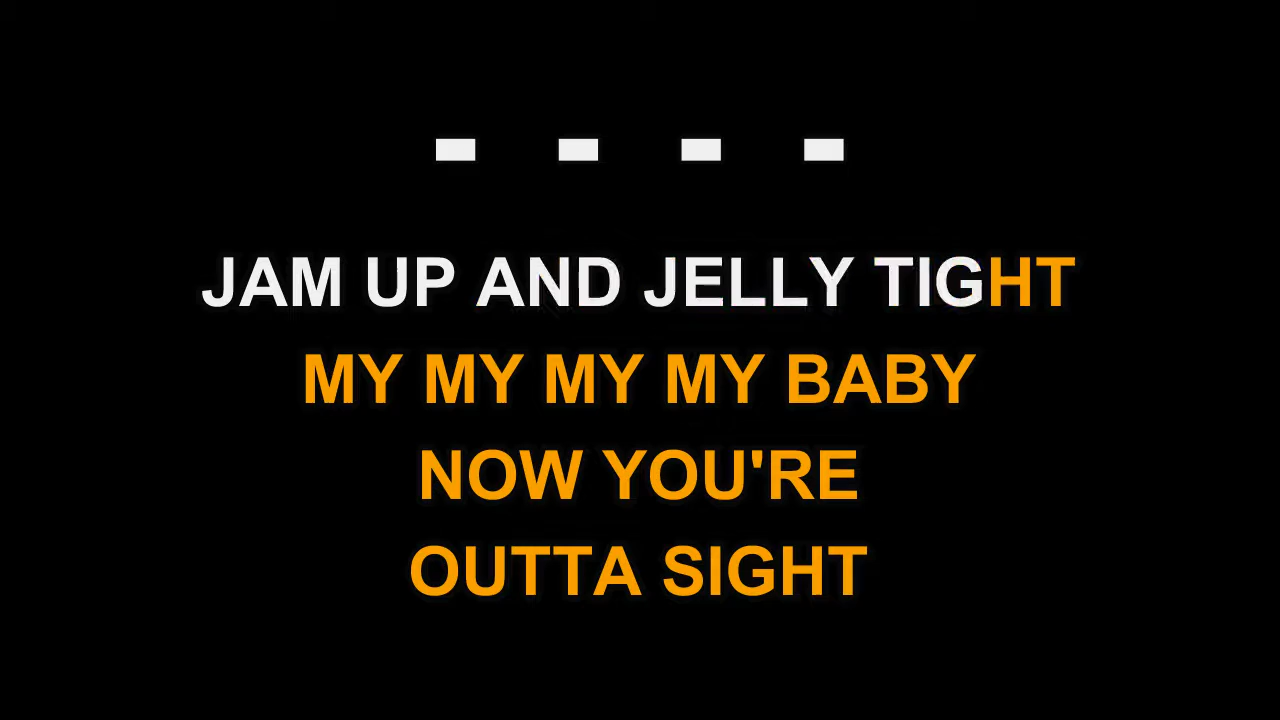 - - - -
JAM UP AND JELLY TIGHT
MY MY MY MY BABY
NOW YOU'RE
OUTTA SIGHT